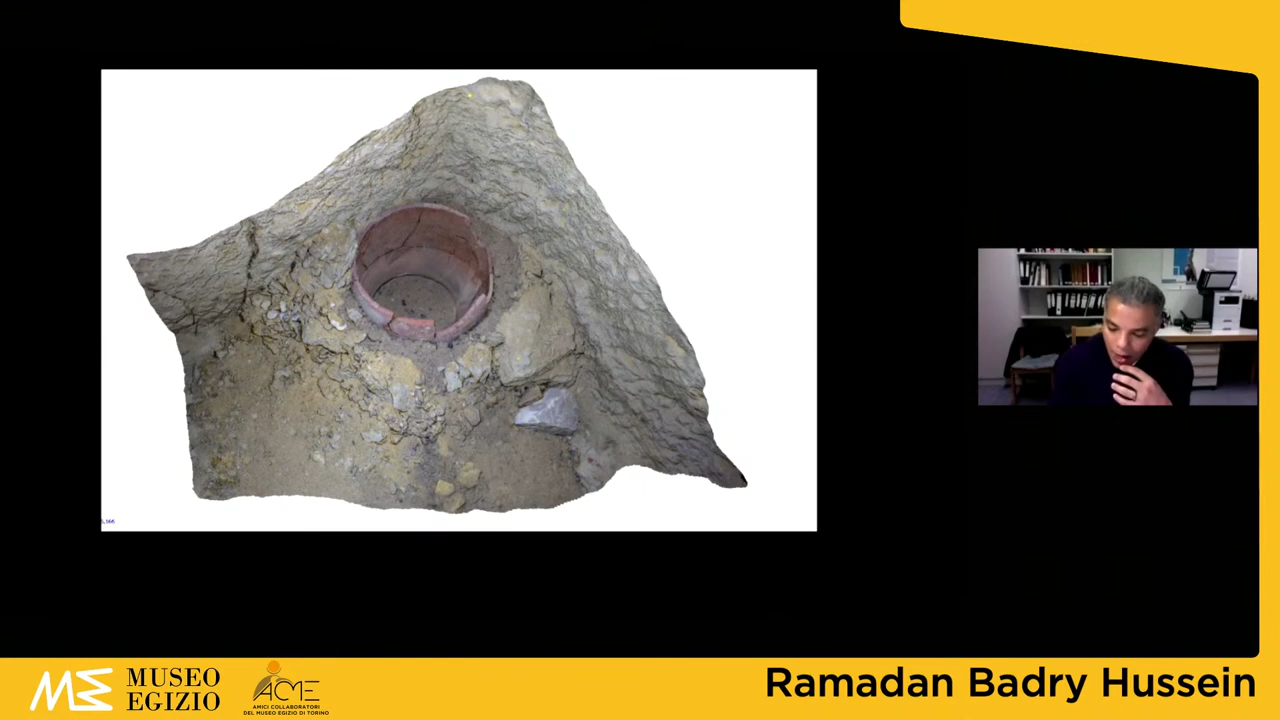 MUSEO
EGIZIO
ACME
AMICI COLLABORATORI
DEL MUSEO EGIZIO DI TORINO
Ramadan Badry Hussein